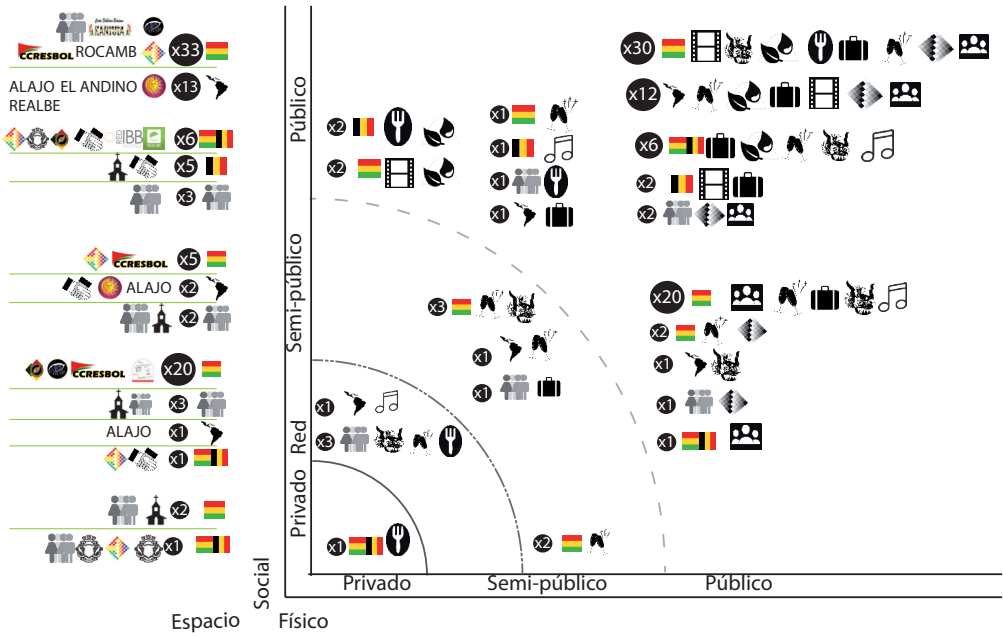 KANTUTA
CCRESBOL ROCAMB x33
ALAJO EL ANDINO x13
REALBE
IBB x6
x5
x3
CCRESBOL x5
ALAJO x2
x2
CCRESBOL x20
x3
ALAJO x1
x1
x2
x1
Público
Semi-público
Red
Privado
Social
x2
x2
x1
x1
x1
x1
x30
x12
x6
x2
x2
x3
x1
x1
x20
x2
x1
x1
x1
x1
x3
x1
x2
Privado Semi-público Público
Espacio Físico